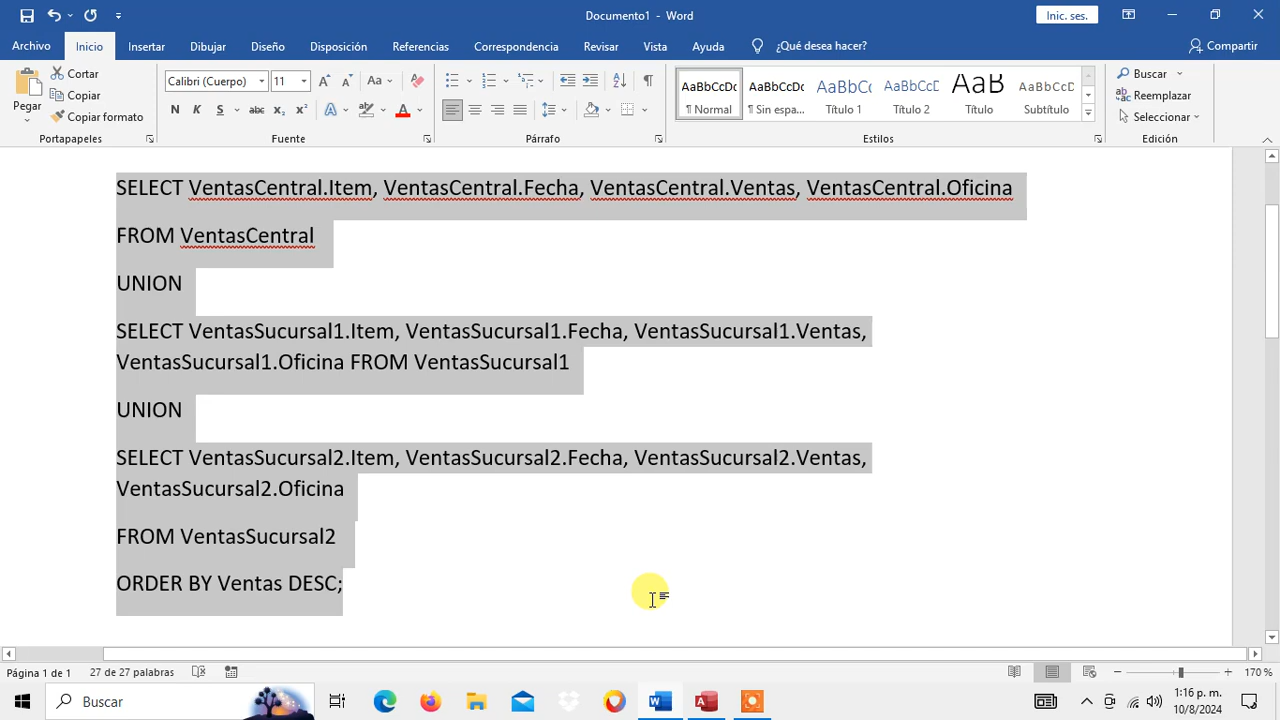 Documento1 - Word
Inic. ses.
Archivo Inicio Insertar Dibujar Diseño Disposición Referencias Correspondencia Revisar Vista Ayuda ¿Qué desea hacer? Compartir
Pegar
Cortar
Copiar
Copiar formato
Portapapeles
Calibri (Cuerpo) 11 A A Aa
N K S abc x₂ x² A A
Fuente
Párrafo
AaBbCcDc AaBbCcDc AaBbCc AaBbCcD AaB AaBbCcD
¶ Normal ¶ Sin espa... Título 1 Título 2 Título Subtítulo
Estilos
Buscar
Reemplazar
Seleccionar
Edición
SELECT VentasCentral.Item, VentasCentral.Fecha, VentasCentral.Ventas, VentasCentral.Oficina
FROM VentasCentral
UNION
SELECT VentasSucursal1.Item, VentasSucursal1.Fecha, VentasSucursal1.Ventas,
VentasSucursal1.Oficina FROM VentasSucursal1
UNION
SELECT VentasSucursal2.Item, VentasSucursal2.Fecha, VentasSucursal2.Ventas,
VentasSucursal2.Oficina
FROM VentasSucursal2
ORDER BY Ventas DESC;
Página 1 de 1 27 de 27 palabras 170 %
Buscar
1:16 p. m.
10/8/2024